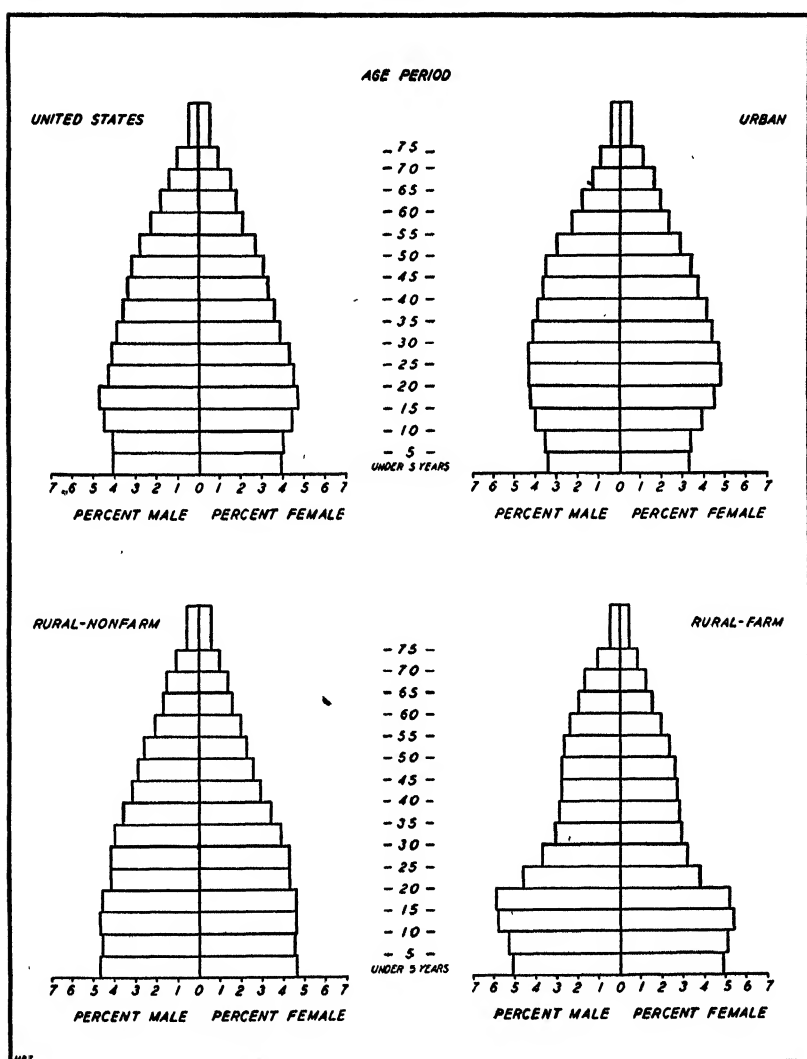 AGE PERIOD
UNITED STATES
URBAN
- 75 -
- 70 -
- 65 -
- 60 -
- 55 -
- 50 -
- 45 -
- 40 -
- 35 -
- 30 -
- 25 -
- 20 -
- 15 -
- 10 -
- 5 -
UNDER 5 YEARS
7 6 5 4 3 2 1 0 1 2 3 4 5 6 7
7 6 5 4 3 2 1 0 1 2 3 4 5 6 7
PERCENT MALE PERCENT FEMALE
PERCENT MALE PERCENT FEMALE
RURAL-NONFARM
RURAL-FARM
- 75 -
- 70 -
- 65 -
- 60 -
- 55 -
- 50 -
- 45 -
- 40 -
- 35 -
- 30 -
- 25 -
- 20 -
- 15 -
- 10 -
- 5 -
UNDER 5 YEARS
7 6 5 4 3 2 1 0 1 2 3 4 5 6 7
7 6 5 4 3 2 1 0 1 2 3 4 5 6 7
PERCENT MALE PERCENT FEMALE
PERCENT MALE PERCENT FEMALE